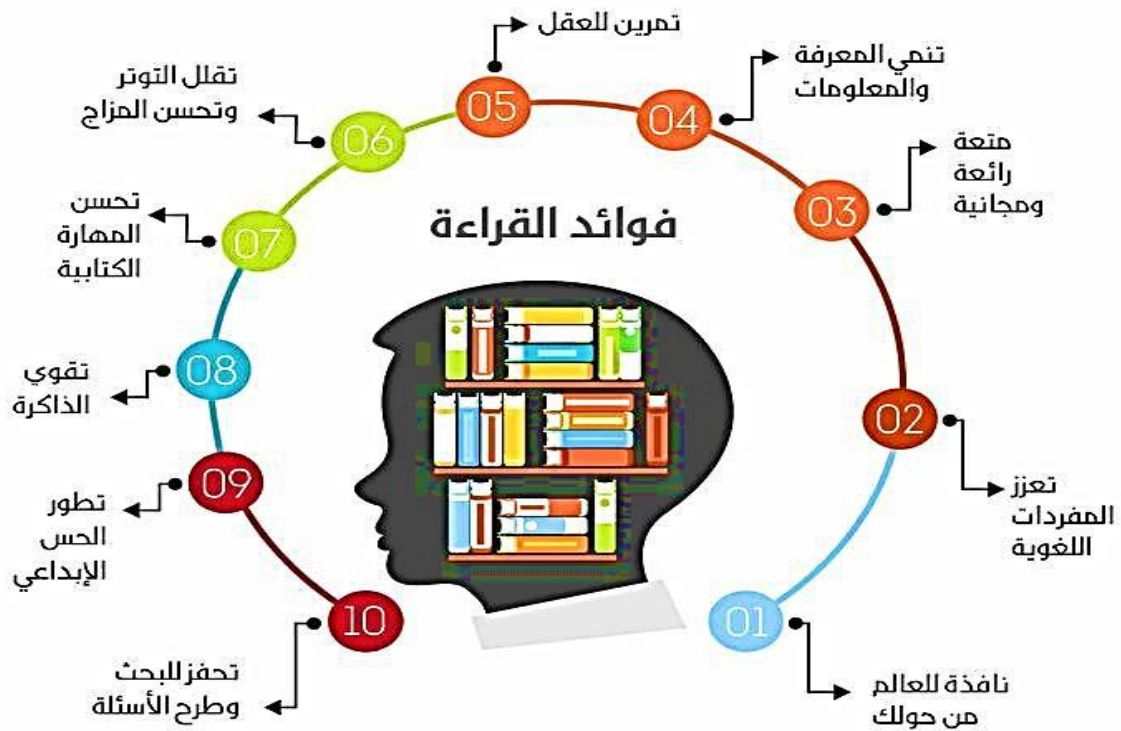 فوائد القراءة
01
نافذة للعالم
من حولك
02
تعزز
المفردات
اللغوية
03
متعة
رائعة
ومجانية
04
تنمي المعرفة
والمعلومات
05
تمرين للعقل
06
تقلل التوتر
وتحسن المزاج
07
تحسن
المهارة
الكتابية
08
تقوي
الذاكرة
09
تطور
الحس
الإبداعي
10
تحفز للبحث
وطرح الأسئلة